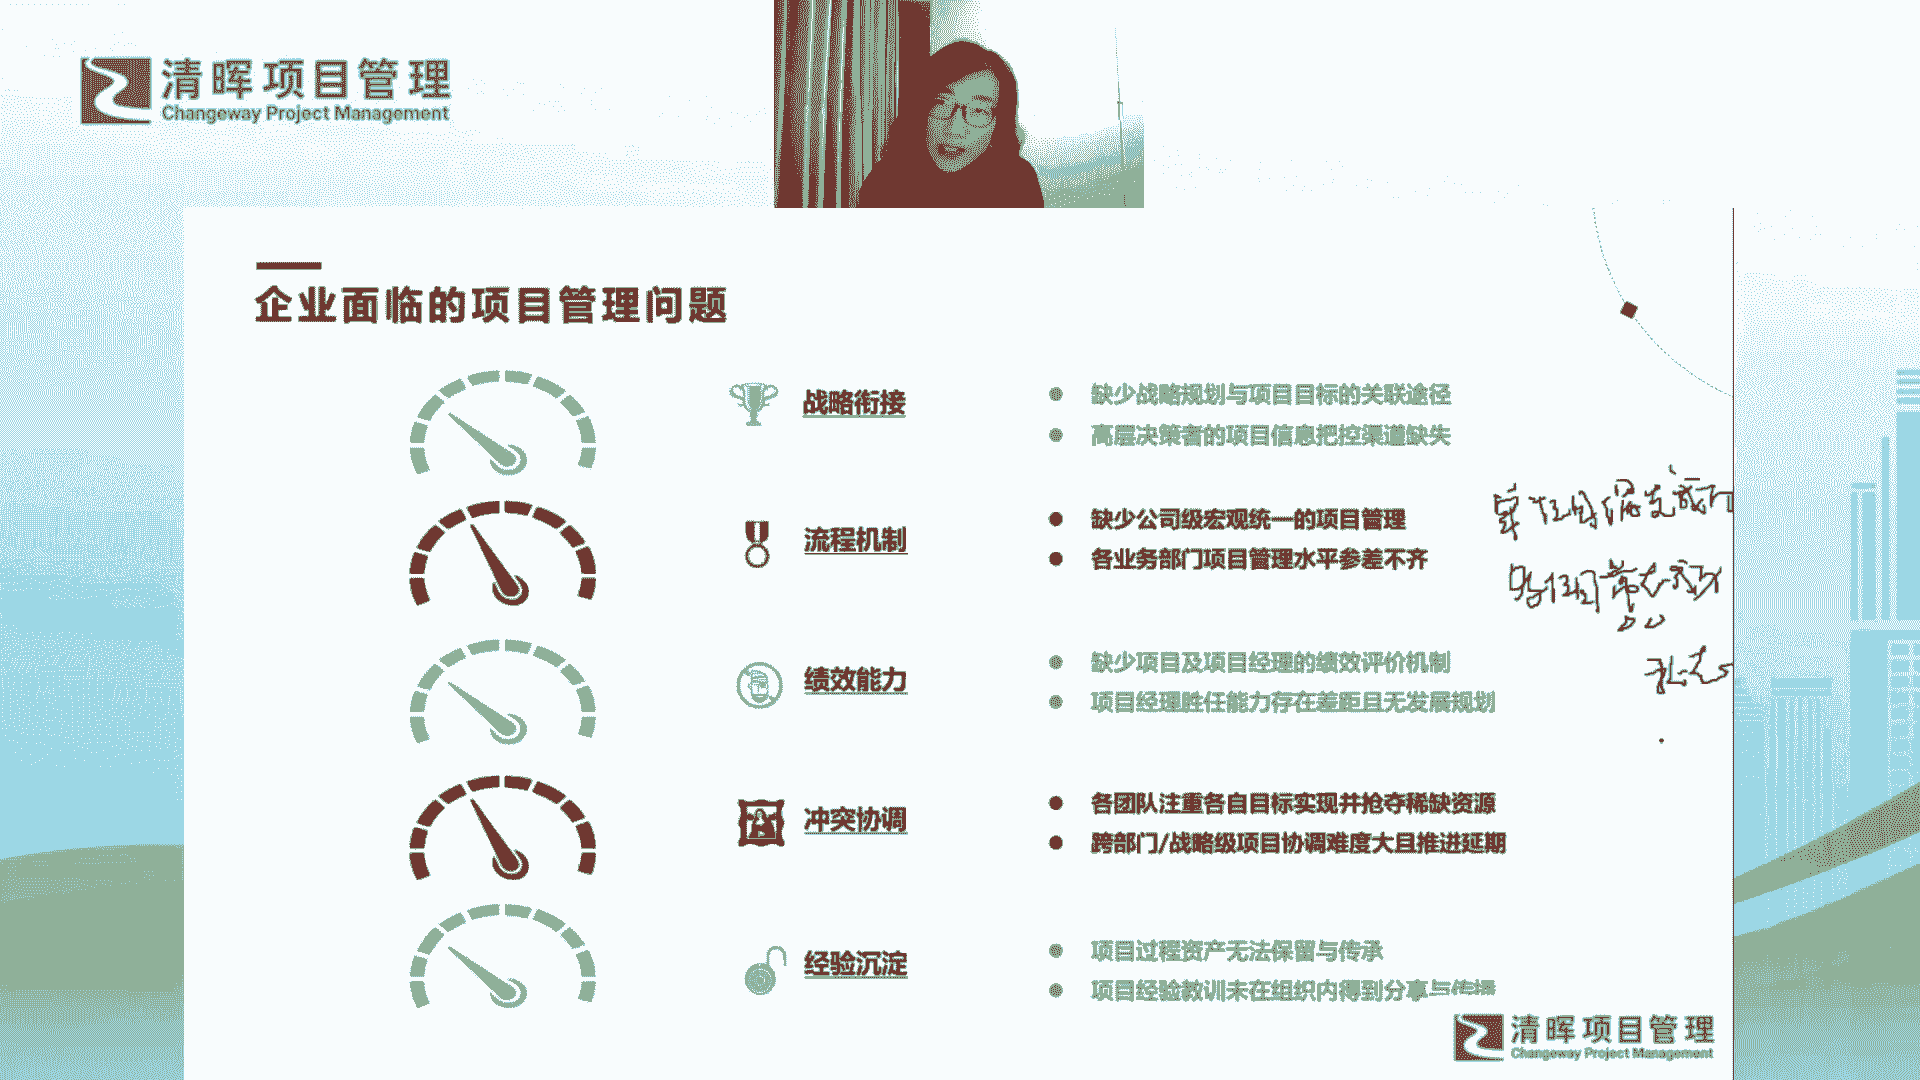 清晖项目管理
Changeway Project Management
企业面临的项目管理问题
战略衔接
缺少战略规划与项目目标的关联途径
高层决策者的项目信息把控渠道缺失
流程机制
缺少公司级宏观统一的项目管理
各业务部门项目管理水平参差不齐
绩效能力
缺少项目及项目经理的绩效评价机制
项目经理胜任能力存在差距且无发展规划
冲突协调
各团队注重各自目标实现并抢夺稀缺资源
跨部门/战略级项目协调难度大且推进延期
经验沉淀
项目过程资产无法保留与传承
项目经验教训未在组织内得到分享与传播
清晖项目管理
Changeway Project Management